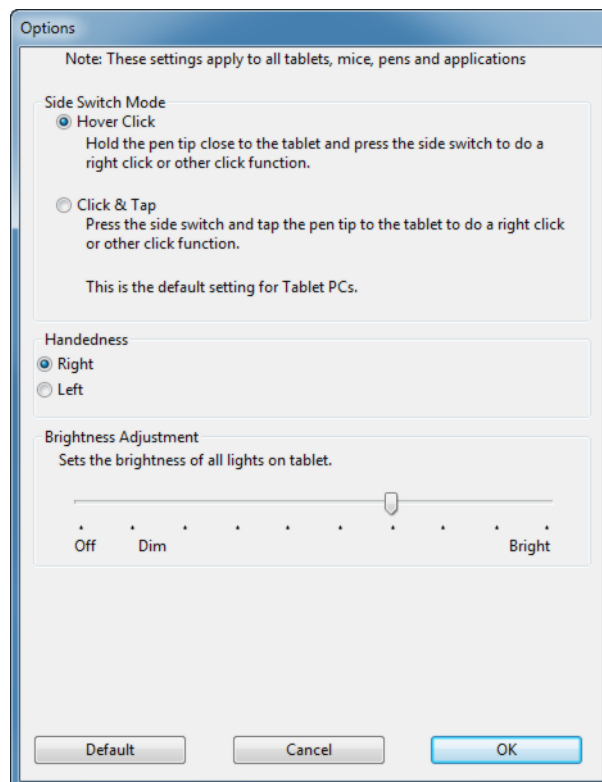 Options
Note: These settings apply to all tablets, mice, pens and applications
Side Switch Mode
Hover Click
Hold the pen tip close to the tablet and press the side switch to do a
right click or other click function.
Click & Tap
Press the side switch and tap the pen tip to the tablet to do a right click
or other click function.
This is the default setting for Tablet PCs.
Handedness
Right
Left
Brightness Adjustment
Sets the brightness of all lights on tablet.
Off Dim Bright
Default Cancel OK